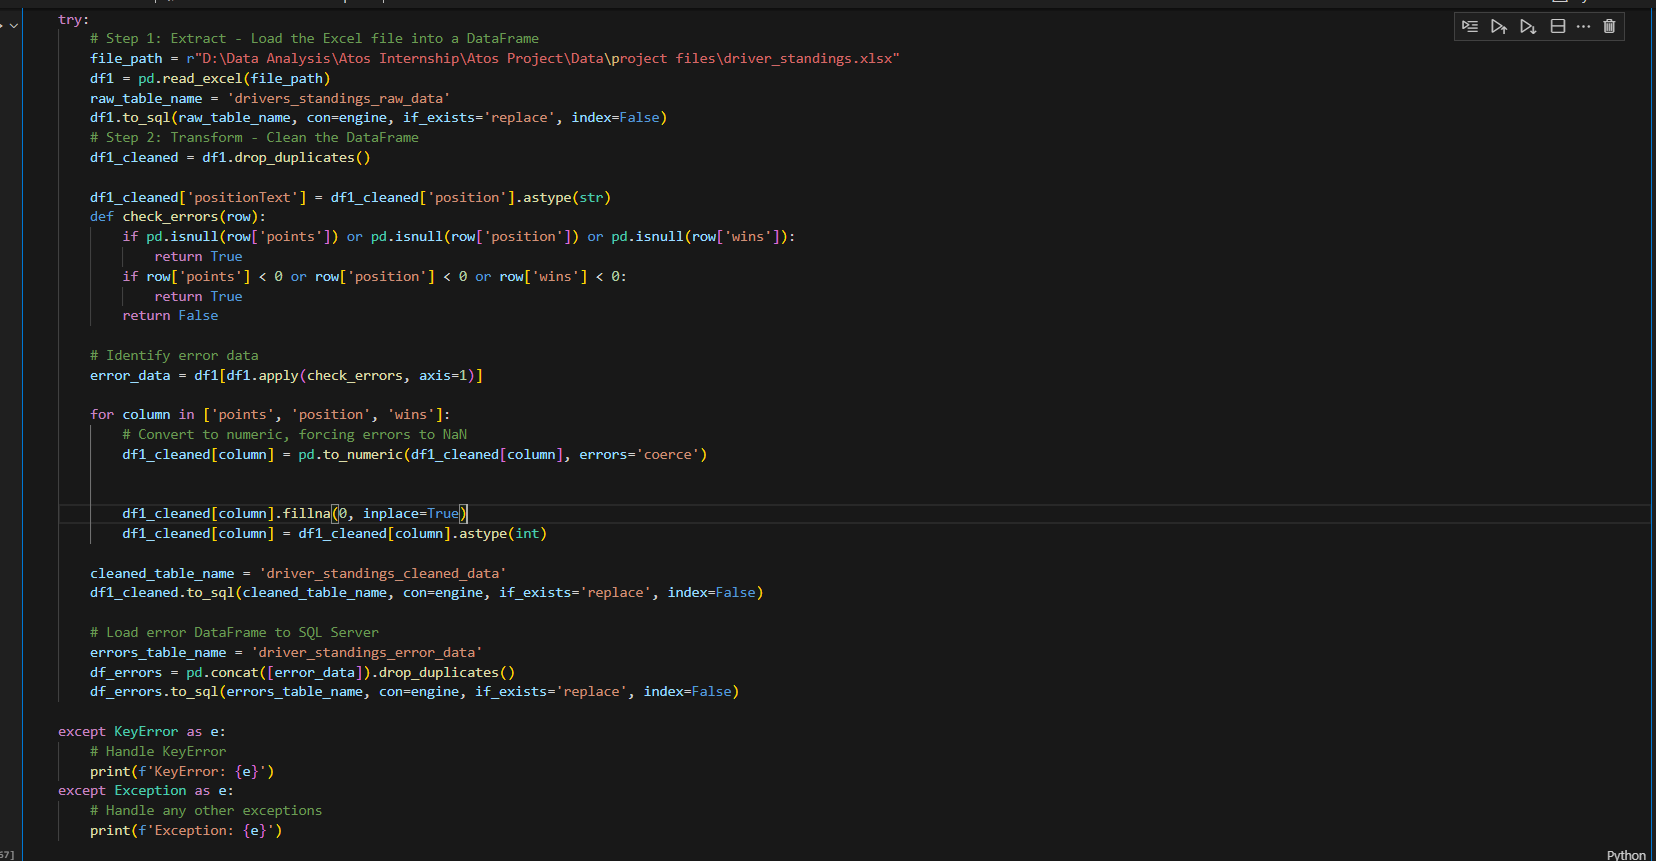 try:
# Step 1: Extract - Load the Excel file into a DataFrame
file_path = r"D:\Data Analysis\Atos Internship\Atos Project\Data\project files\driver_standings.xlsx"
df1 = pd.read_excel(file_path)
raw_table_name = 'drivers_standings_raw_data'
df1.to_sql(raw_table_name, con=engine, if_exists='replace', index=False)
# Step 2: Transform - Clean the DataFrame
df1_cleaned = df1.drop_duplicates()
df1_cleaned['positionText'] = df1_cleaned['position'].astype(str)
def check_errors(row):
if pd.isnull(row['points']) or pd.isnull(row['position']) or pd.isnull(row['wins']):
return True
if row['points'] < 0 or row['position'] < 0 or row['wins'] < 0:
return True
return False
# Identify error data
error_data = df1[df1.apply(check_errors, axis=1)]
for column in ['points', 'position', 'wins']:
# Convert to numeric, forcing errors to NaN
df1_cleaned[column] = pd.to_numeric(df1_cleaned[column], errors='coerce')
df1_cleaned[column].fillna(0, inplace=True)
df1_cleaned[column] = df1_cleaned[column].astype(int)
cleaned_table_name = 'driver_standings_cleaned_data'
df1_cleaned.to_sql(cleaned_table_name, con=engine, if_exists='replace', index=False)
# Load error DataFrame to SQL Server
errors_table_name = 'driver_standings_error_data'
df_errors = pd.concat([error_data]).drop_duplicates()
df_errors.to_sql(errors_table_name, con=engine, if_exists='replace', index=False)
except KeyError as e:
# Handle KeyError
print(f'KeyError: {e}')
except Exception as e:
# Handle any other exceptions
print(f'Exception: {e}')
Python